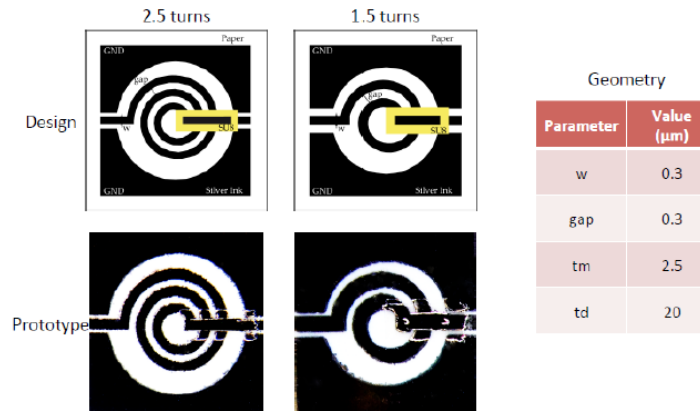 2.5 turns
1.5 turns
Design
Paper
GND
gap
w
SU8
GND
Silver Ink
Paper
GND
gap
w
SU8
GND
Silver Ink
Prototype
Geometry
Parameter Value (μm)
w 0.3
gap 0.3
tm 2.5
td 20